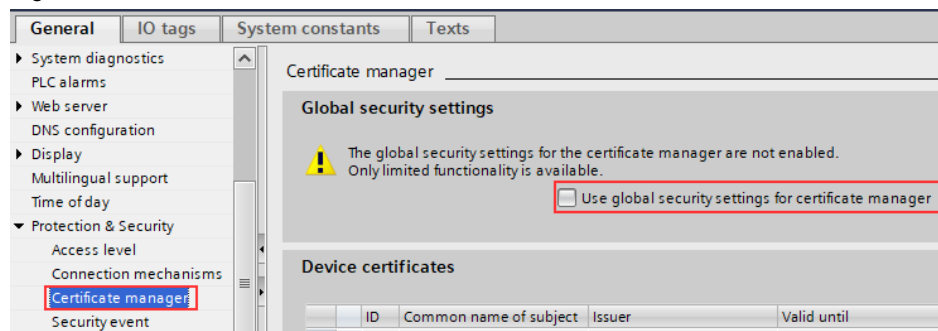 General IO tags System constants Texts
System diagnostics
PLC alarms
Web server
DNS configuration
Display
Multilingual support
Time of day
Protection & Security
Access level
Connection mechanisms
Certificate manager
Security event
Certificate manager
Global security settings
The global security settings for the certificate manager are not enabled.
Only limited functionality is available.
Use global security settings for certificate manager
Device certificates
ID Common name of subject Issuer Valid until